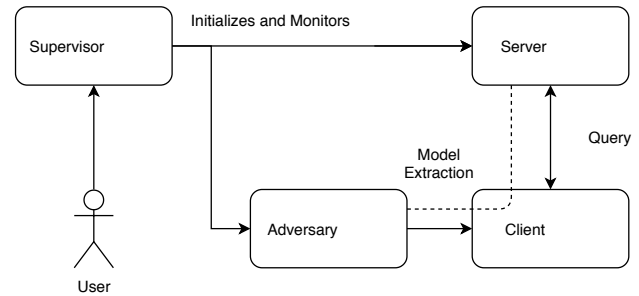 Initializes and Monitors
Supervisor
Server
Query
Model
Extraction
Adversary
Client
User